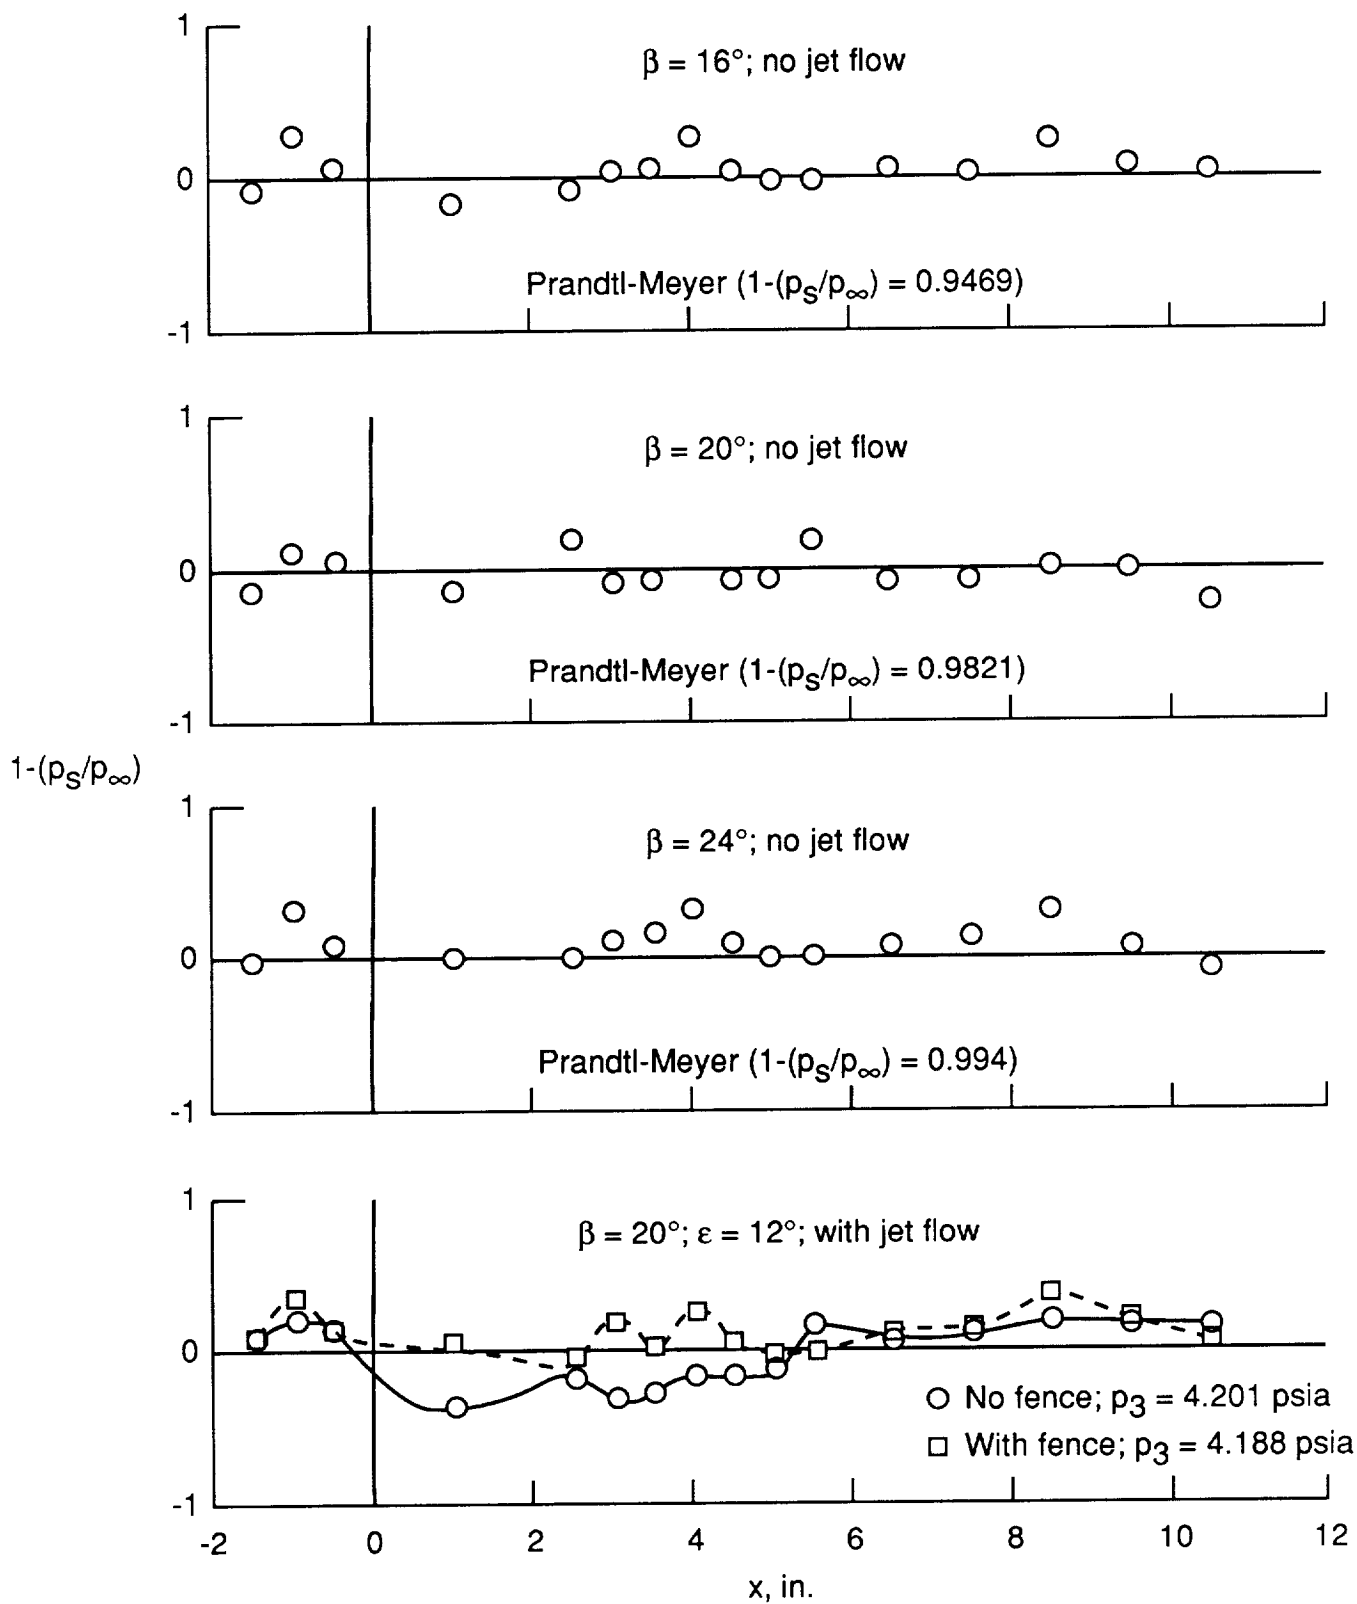 1
β = 16°; no jet flow
0
Prandtl-Meyer (1-(pₛ/p∞) = 0.9469)
-1
1
β = 20°; no jet flow
0
Prandtl-Meyer (1-(pₛ/p∞) = 0.9821)
-1
1-(pₛ/p∞)
1
β = 24°; no jet flow
0
Prandtl-Meyer (1-(pₛ/p∞) = 0.994)
-1
1
β = 20°; ε = 12°; with jet flow
0
No fence; p₃ = 4.201 psia
With fence; p₃ = 4.188 psia
-1
-2 0 2 4 6 8 10 12
x, in.